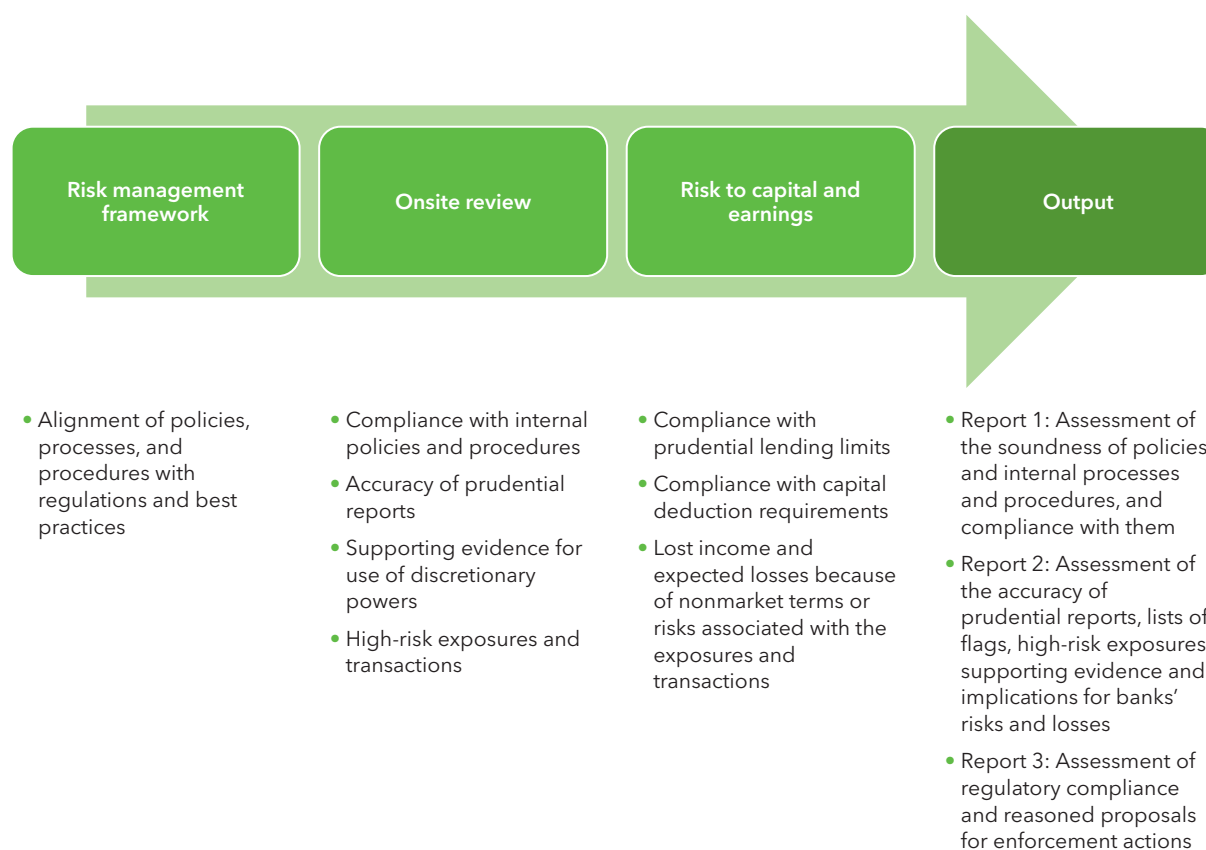 Risk management
framework
Onsite review
Risk to capital and
earnings
Output
• Alignment of policies,
processes, and
procedures with
regulations and best
practices
• Compliance with internal
policies and procedures
• Accuracy of prudential
reports
• Supporting evidence for
use of discretionary
powers
• High-risk exposures and
transactions
• Compliance with
prudential lending limits
• Compliance with capital
deduction requirements
• Lost income and
expected losses because
of nonmarket terms or
risks associated with the
exposures and
transactions
• Report 1: Assessment of
the soundness of policies
and internal processes
and procedures, and
compliance with them
• Report 2: Assessment of
the accuracy of
prudential reports, lists of
flags, high-risk exposures
supporting evidence and
implications for banks’
risks and losses
• Report 3: Assessment of
regulatory compliance
and reasoned proposals
for enforcement actions